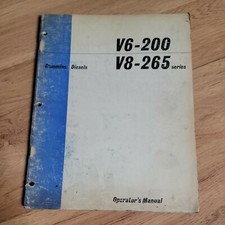 V6-200
V8-265 series
Cummins Diesels
Operator's Manual